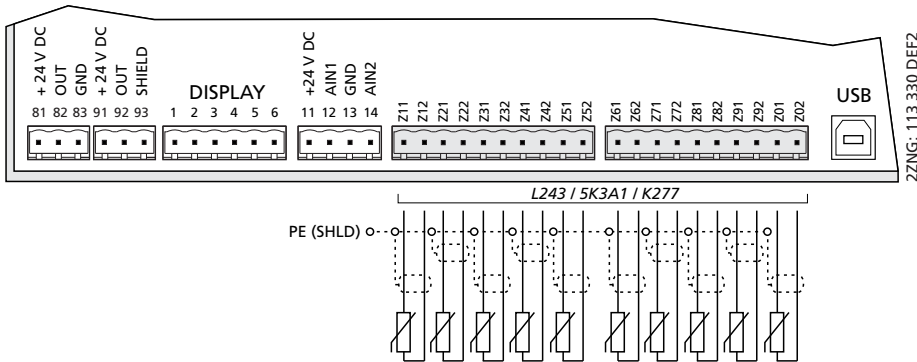 +24 V DC
OUT
GND
+24 V DC
OUT
SHIELD
DISPLAY
+24 V DC
AIN1
GND
AIN2
USB
81 82 83 91 92 93 1 2 3 4 5 6 11 12 13 14
Z11 Z12 Z21 Z22 Z31 Z32 Z41 Z42 Z51 Z52 Z61 Z62 Z71 Z72 Z81 Z82 Z91 Z92 Z01 Z02
L243 / 5K3A1 / K277
PE (SHLD)
2ZNG: 113 330 DEF2